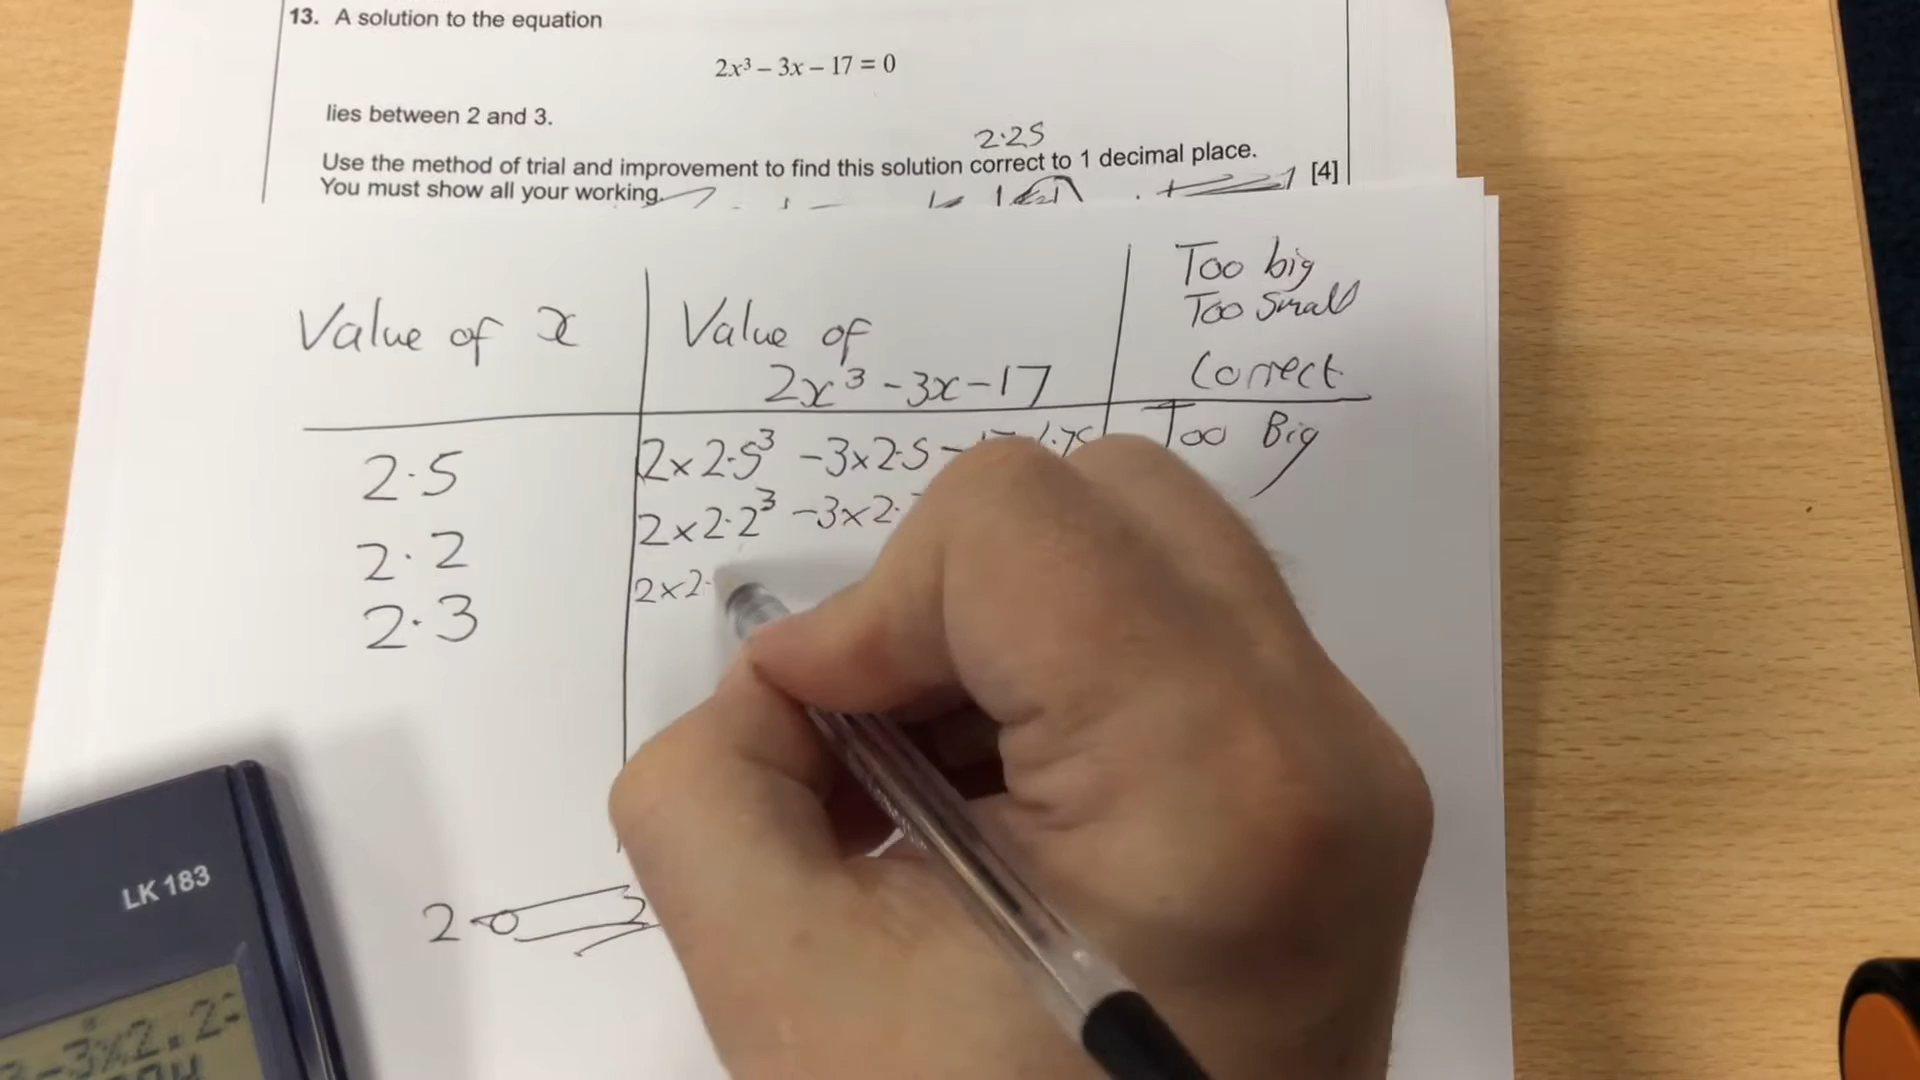 13. A solution to the equation
2x³ – 3x – 17 = 0
lies between 2 and 3.
2.25
Use the method of trial and improvement to find this solution correct to 1 decimal place.
You must show all your working.
[4]
Value of x
Value of
2x³ -3x-17
Too big
Too small
Correct.
2.5
2×2.5³ -3×2.5-
Too Big
2.2
2×2.2³ -3×2.
2.3
2×2.
2
LK 183
-3×2.2